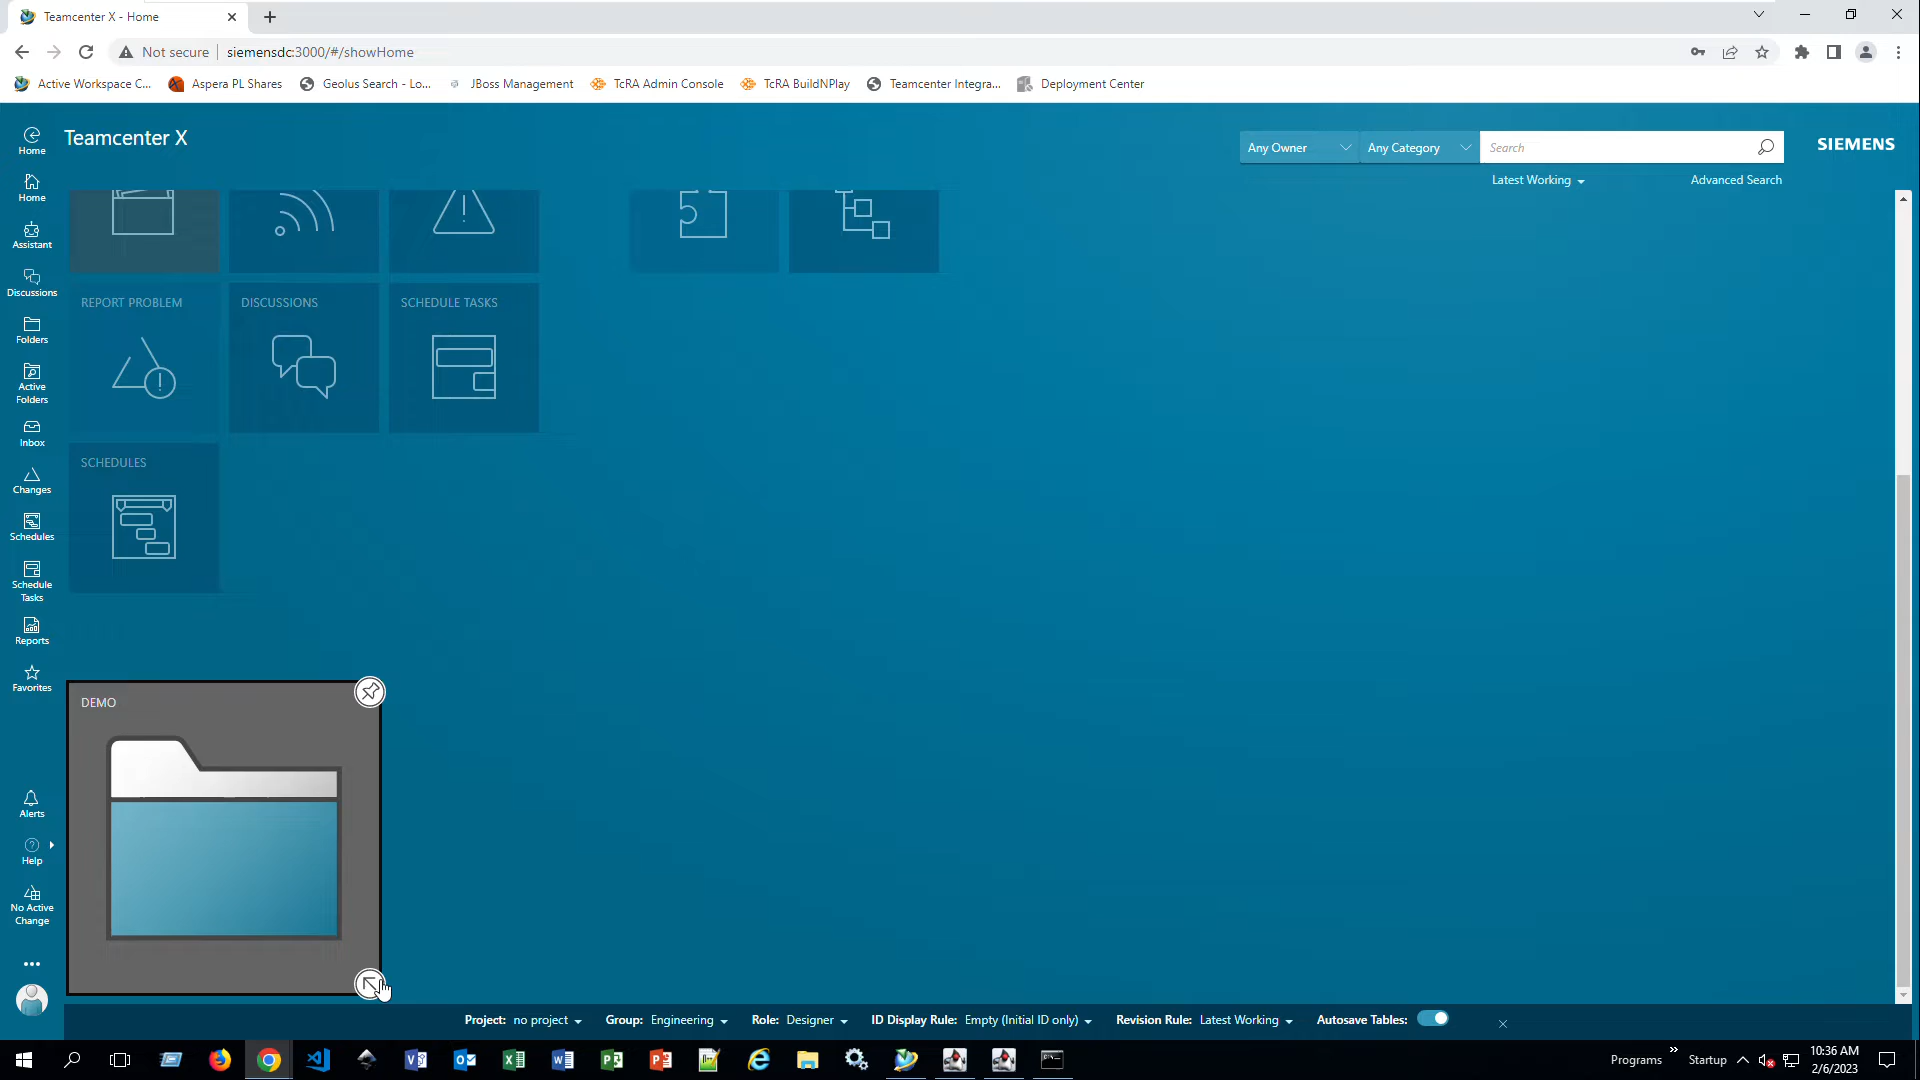 Teamcenter X - Home
Not secure
siemensdc:3000/#/showHome
Active Workspace C...
Aspera PL Shares
Geolus Search - Lo...
JBoss Management
TcRA Admin Console
TcRA BuildNPlay
Teamcenter Integra...
Deployment Center
Home
Teamcenter X
Any Owner
Any Category
Search
SIEMENS
Latest Working
Advanced Search
Home
Assistant
Discussions
Folders
Active
Folders
Inbox
Changes
Schedules
Schedule
Tasks
Reports
Favorites
Alerts
Help
No Active
Change
REPORT PROBLEM
DISCUSSIONS
SCHEDULE TASKS
SCHEDULES
DEMO
Project: no project
Group: Engineering
Role: Designer
ID Display Rule: Empty (Initial ID only)
Revision Rule: Latest Working
Autosave Tables:
Programs
Startup
10:36 AM
2/6/2023